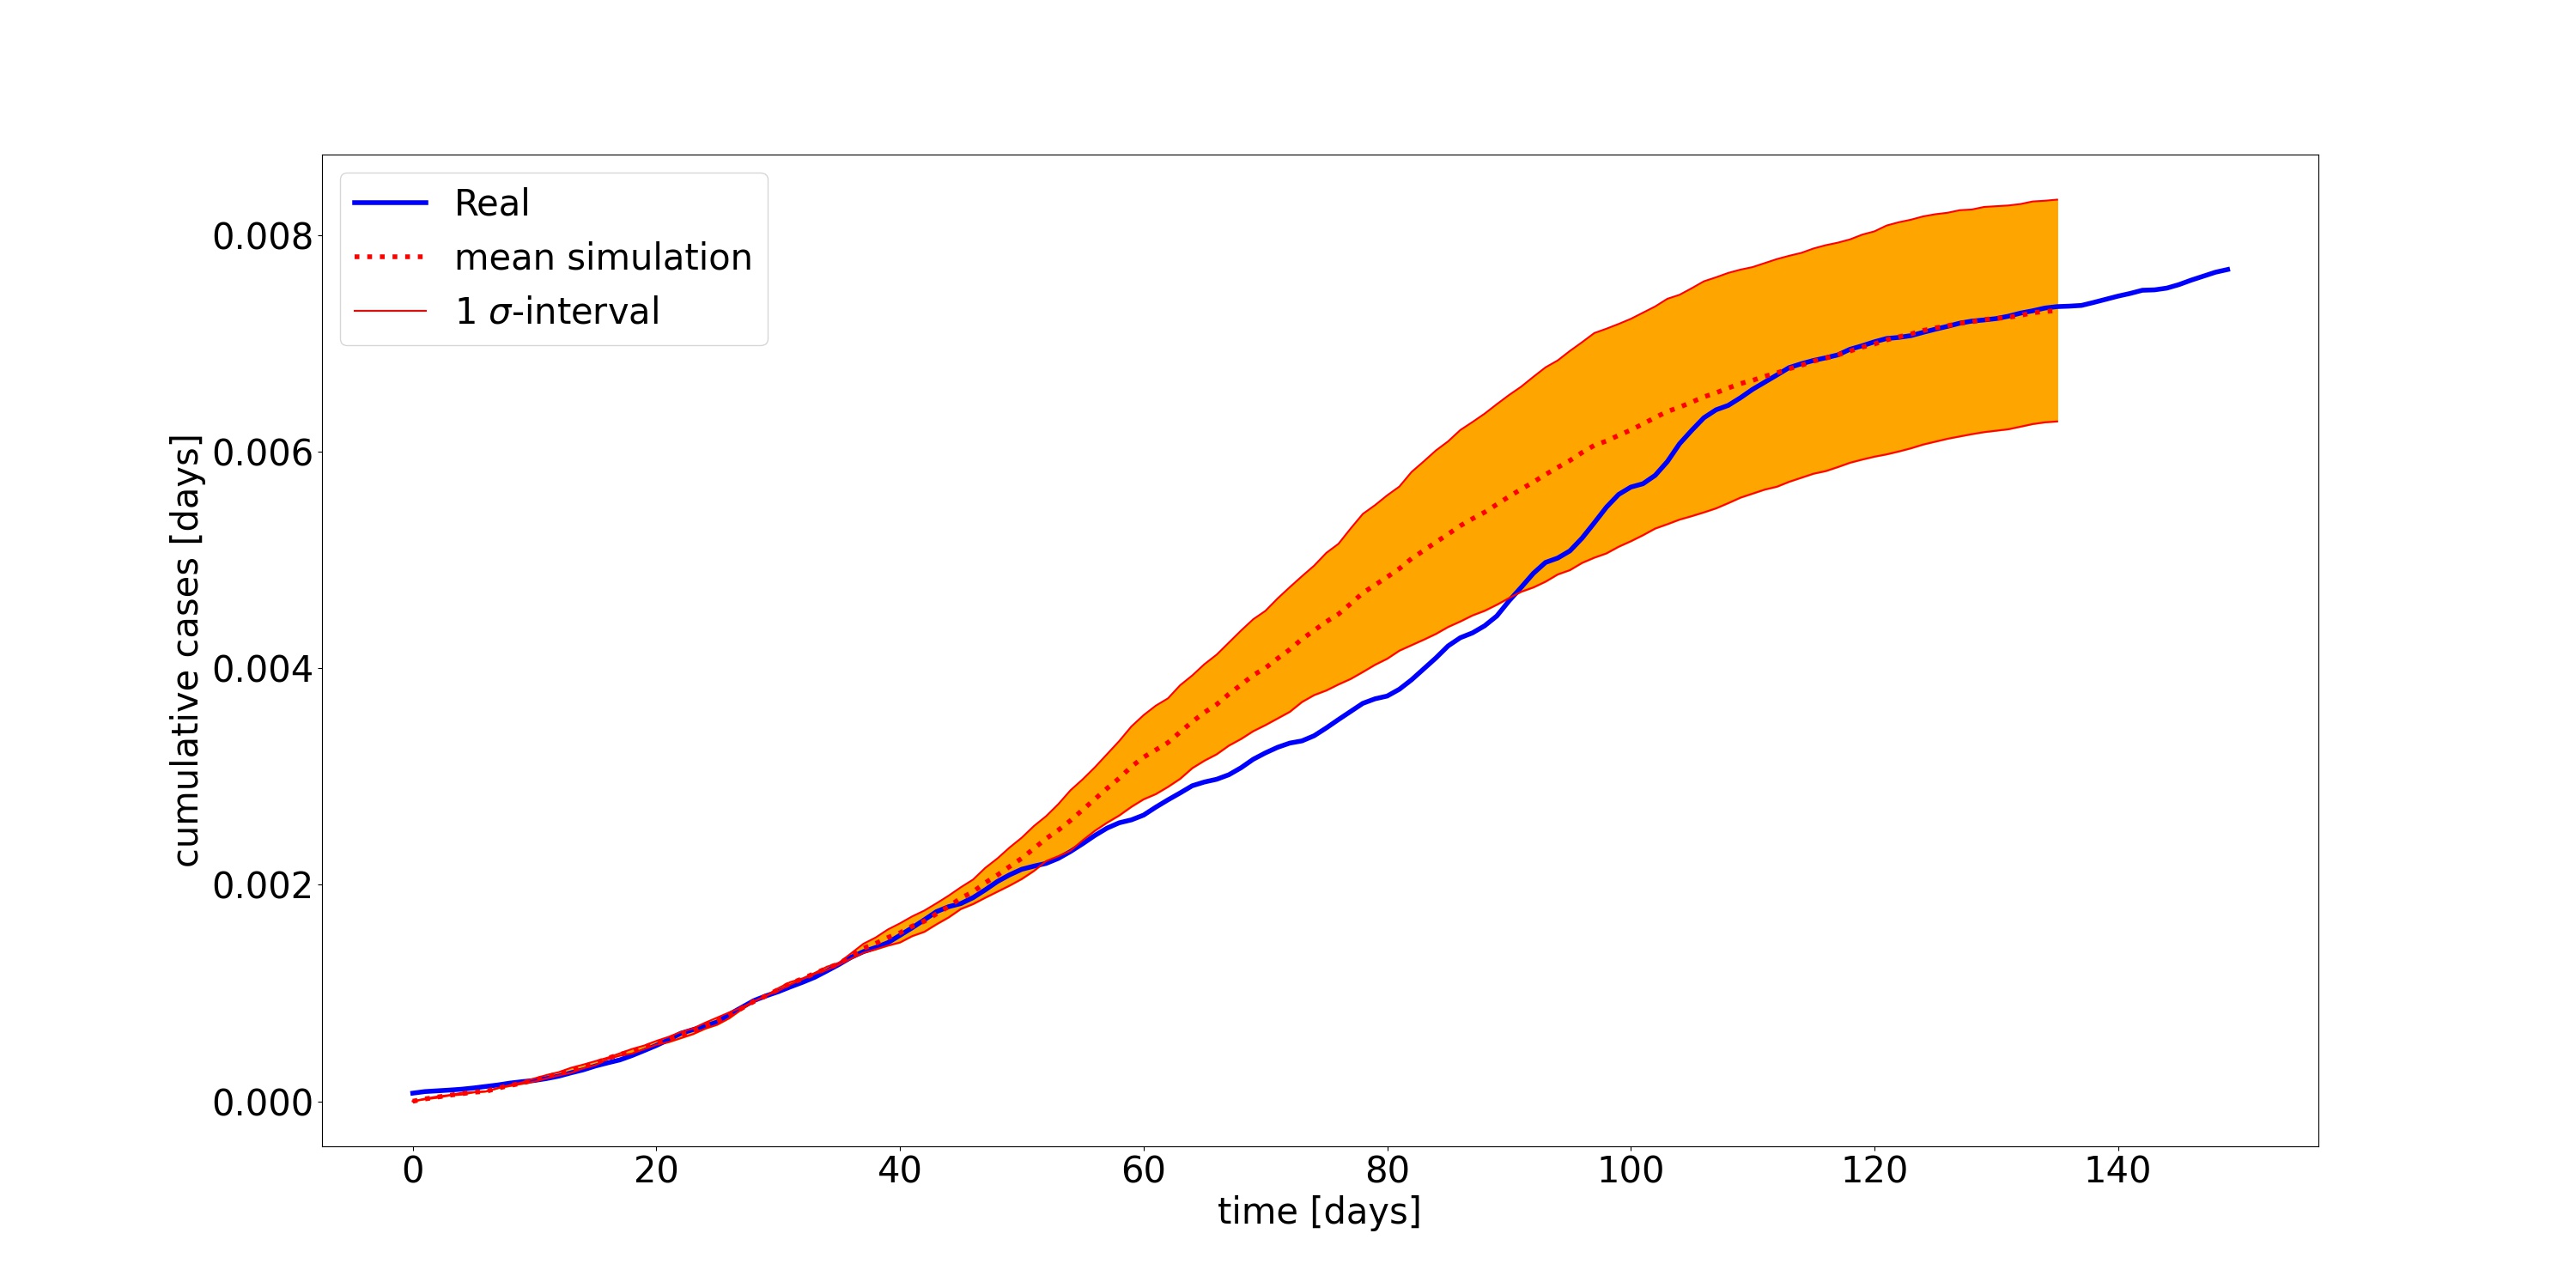 Real
mean simulation
1 σ-interval
cumulative cases [days]
0.008
0.006
0.004
0.002
0.000
0 20 40 60 80 100 120 140
time [days]